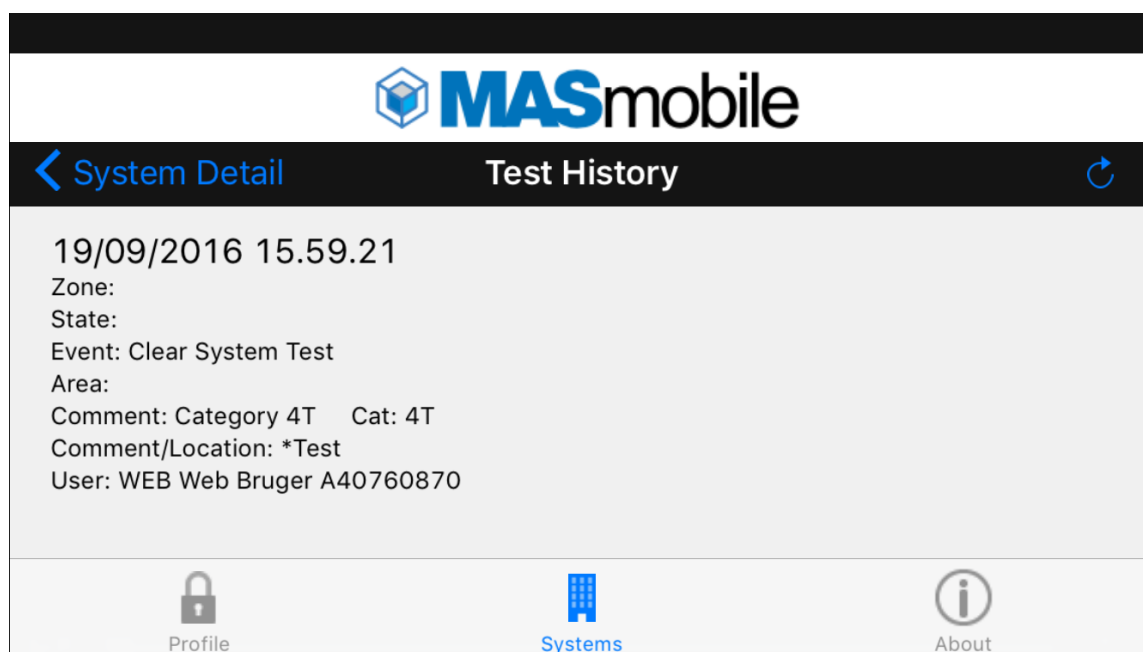 MASmobile
System Detail
Test History
19/09/2016 15.59.21
Zone:
State:
Event: Clear System Test
Area:
Comment: Category 4T Cat: 4T
Comment/Location: *Test
User: WEB Web Bruger A40760870
Profile
Systems
About